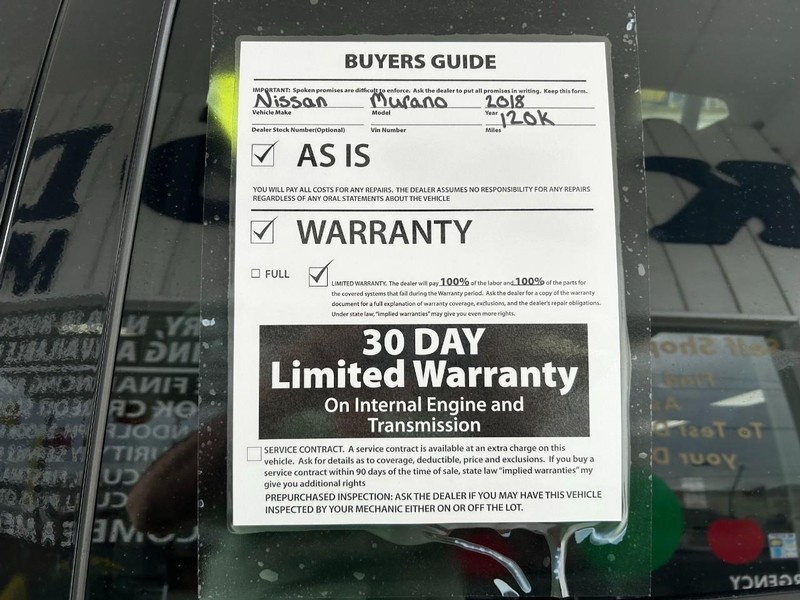 BUYERS GUIDE
IMPORTANT: Spoken promises are difficult to enforce. Ask the dealer to put all promises in writing. Keep this form.
Nissan Murano 2018
Vehicle Make Model Year
120K
Dealer Stock Number(Optional) Vin Number Miles
AS IS
YOU WILL PAY ALL COSTS FOR ANY REPAIRS. THE DEALER ASSUMES NO RESPONSIBILITY FOR ANY REPAIRS
REGARDLESS OF ANY ORAL STATEMENTS ABOUT THE VEHICLE
WARRANTY
FULL
LIMITED WARRANTY. The dealer will pay 100% of the labor and 100% of the parts for
the covered systems that fail during the Warranty period. Ask the dealer for a copy of the warranty
document for a full explanation of warranty coverage, exclusions, and the dealer's repair obligations.
Under state law, "implied warranties" may give you even more rights.
30 DAY
Limited Warranty
On Internal Engine and
Transmission
SERVICE CONTRACT. A service contract is available at an extra charge on this
vehicle. Ask for details as to coverage, deductible, price and exclusions. If you buy a
service contract within 90 days of the time of sale, state law "implied warranties" my
give you additional rights
PREPURCHASED INSPECTION: ASK THE DEALER IF YOU MAY HAVE THIS VEHICLE
INSPECTED BY YOUR MECHANIC EITHER ON OR OFF THE LOT.